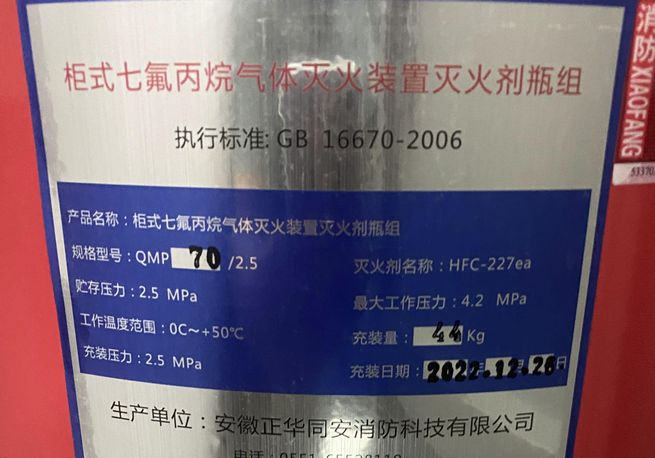 柜式七氟丙烷气体灭火装置灭火剂瓶组
消防
XIAOFANG
执行标准: GB 16670-2006
53370
产品名称：柜式七氟丙烷气体灭火装置灭火剂瓶组
规格型号：QMP 70/2.5
灭火剂名称：HFC-227ea
贮存压力：2.5 MPa
最大工作压力：4.2 MPa
工作温度范围：0C～+50℃
充装量：44Kg
充装压力：2.5 MPa
充装日期：2022.12.26日
生产单位：安徽正华同安消防科技有限公司